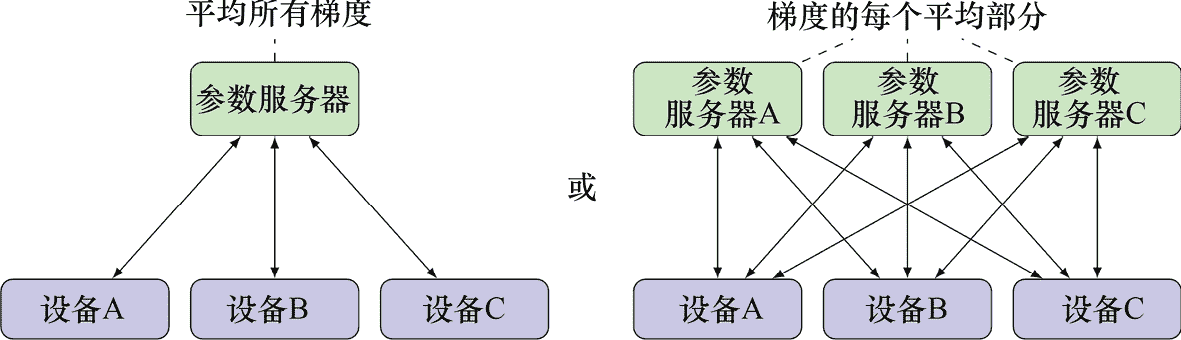 平均所有梯度
参数服务器
设备A
设备B
设备C
或
梯度的每个平均部分
参数
服务器A
参数
服务器B
参数
服务器C
设备A
设备B
设备C